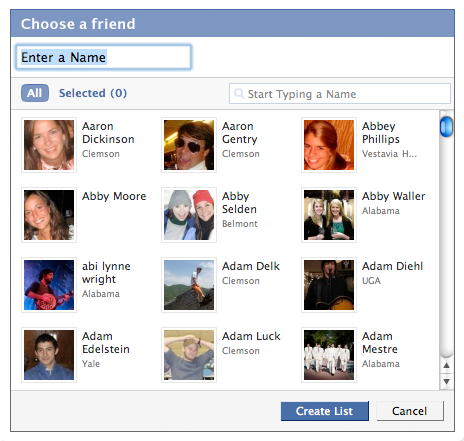 Choose a friend
Enter a Name
All Selected (0) Start Typing a Name
Aaron
Dickinson
Clemson
Aaron
Gentry
Clemson
Abbey
Phillips
Vestavia H...
Abby Moore
Abby
Selden
Belmont
Abby Waller
Alabama
abi lynne
wright
Alabama
Adam Delk
Clemson
Adam Diehl
UGA
Adam
Edelstein
Yale
Adam Luck
Clemson
Adam
Mestre
Alabama
Create List Cancel